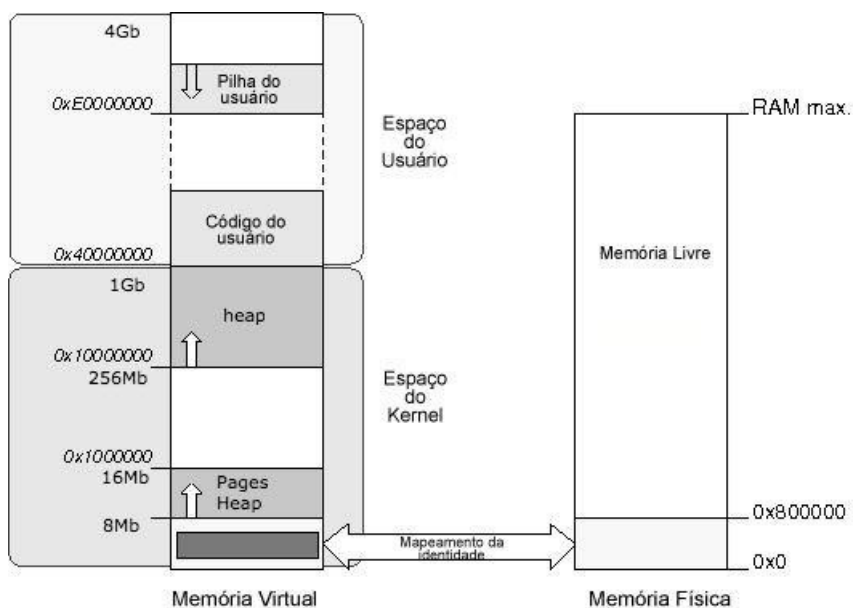 4Gb
Pilha do
usuário
0xE0000000
Espaço
do
Usuário
Código do
usuário
0x40000000
1Gb
heap
0x10000000
256Mb
Espaço
do
Kernel
0x1000000
16Mb
Pages
Heap
8Mb
Mapeamento da
identidade
Memória Virtual
RAM max.
Memória Livre
0x800000
0x0
Memória Física